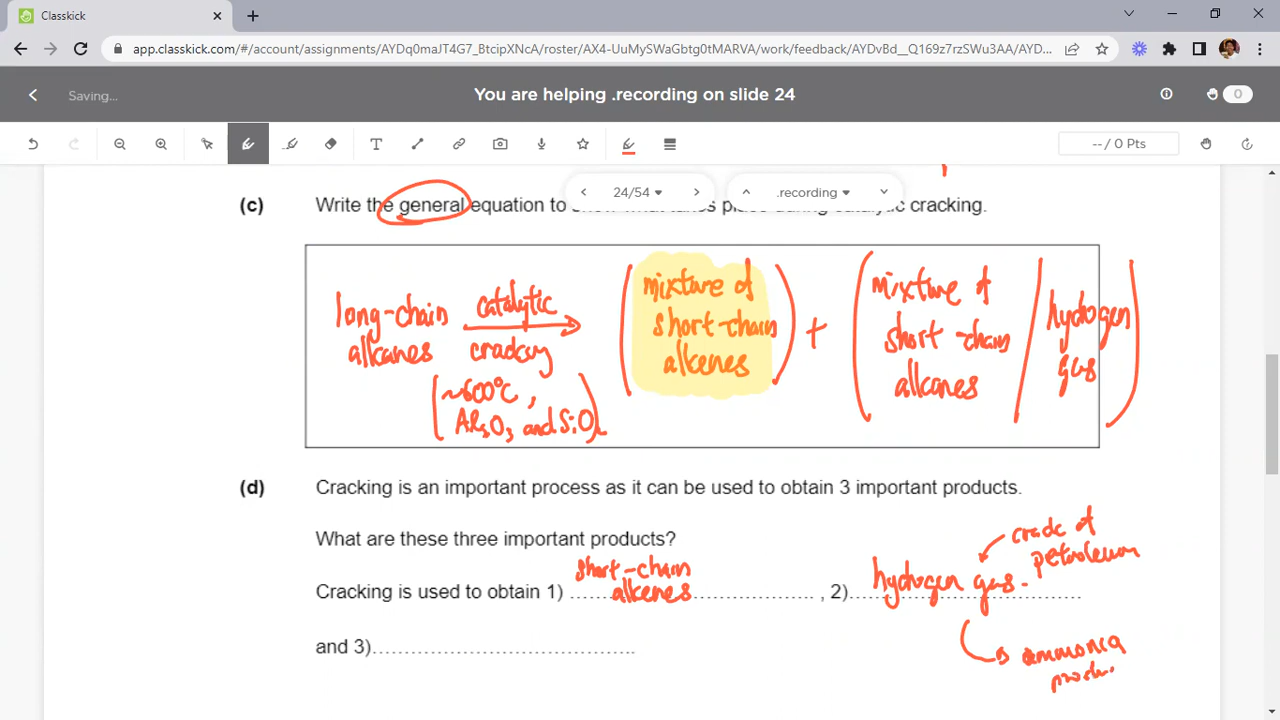 Classkick
app.classkick.com/#/account/assignments/AYDq0maJT4G7_BtcipXNCA/roster/AX4-UuMySWaGbtg0tMARVA/work/feedback/AYDvBd__Q169z7rzSWu3AA/AYD...
Saving...
You are helping .recording on slide 24
0
-- / 0 Pts
24/54
.recording
(c) Write the general equation to show what takes place during catalytic cracking.
long-chain alkanes
catalytic cracking
(~600°C, Al2O3 and SiO2)
(mixture of short-chain alkenes)
+
(mixture of short-chain alkanes / hydrogen gas)
(d) Cracking is an important process as it can be used to obtain 3 important products.
What are these three important products?
crude of petroleum
short-chain
Cracking is used to obtain 1) alkenes , 2) hydrogen gas.
and 3)
ammonia